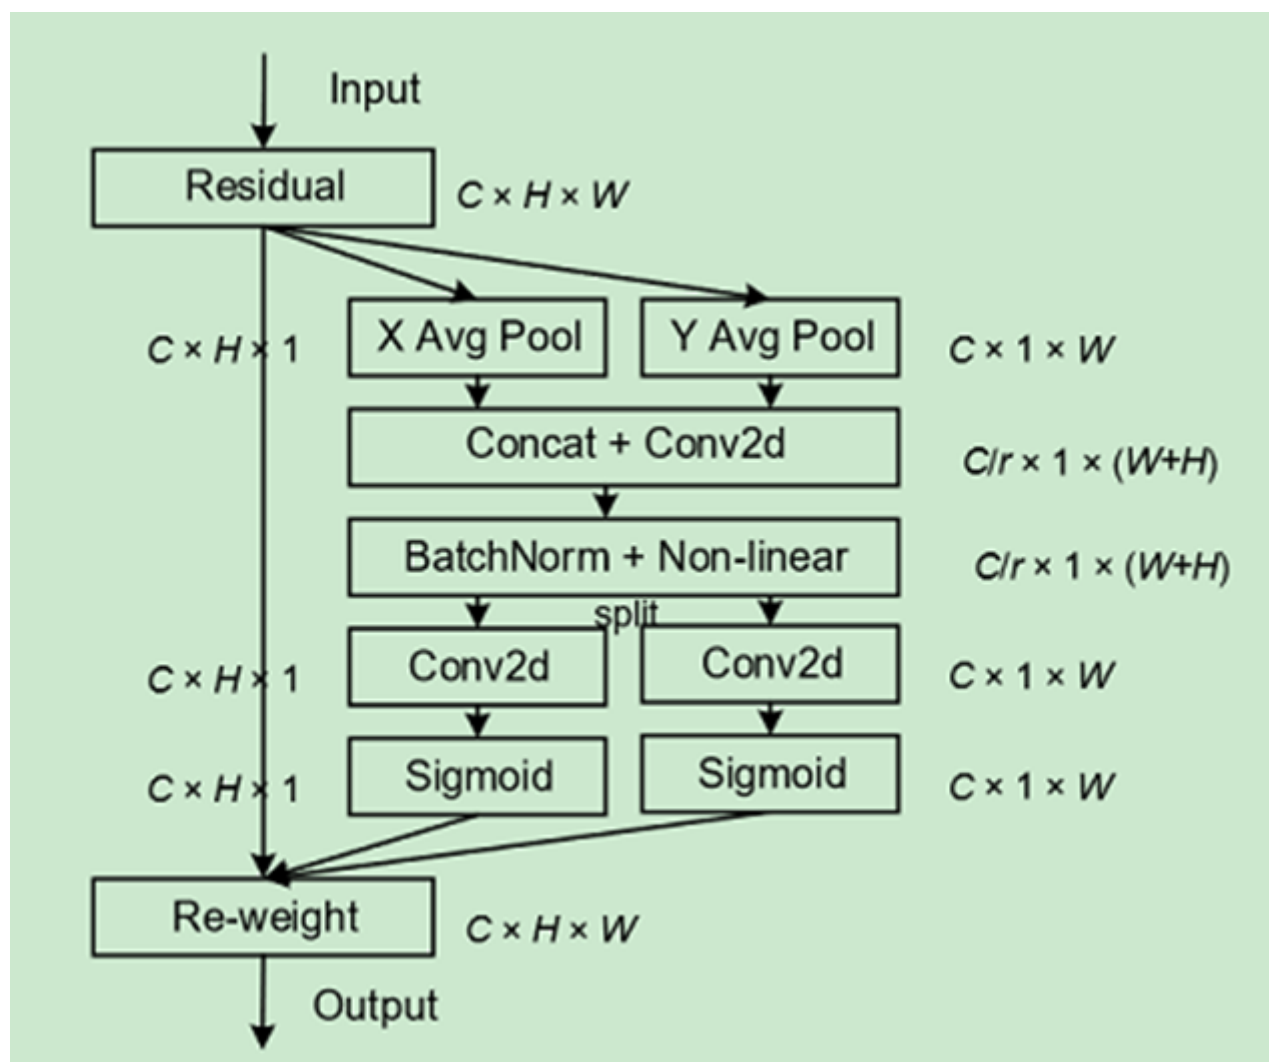 Input
Residual
C × H × W
C × H × 1
X Avg Pool
Y Avg Pool
C × 1 × W
Concat + Conv2d
C/r × 1 × (W+H)
BatchNorm + Non-linear
C/r × 1 × (W+H)
split
C × H × 1
Conv2d
Conv2d
C × 1 × W
C × H × 1
Sigmoid
Sigmoid
C × 1 × W
Re-weight
C × H × W
Output